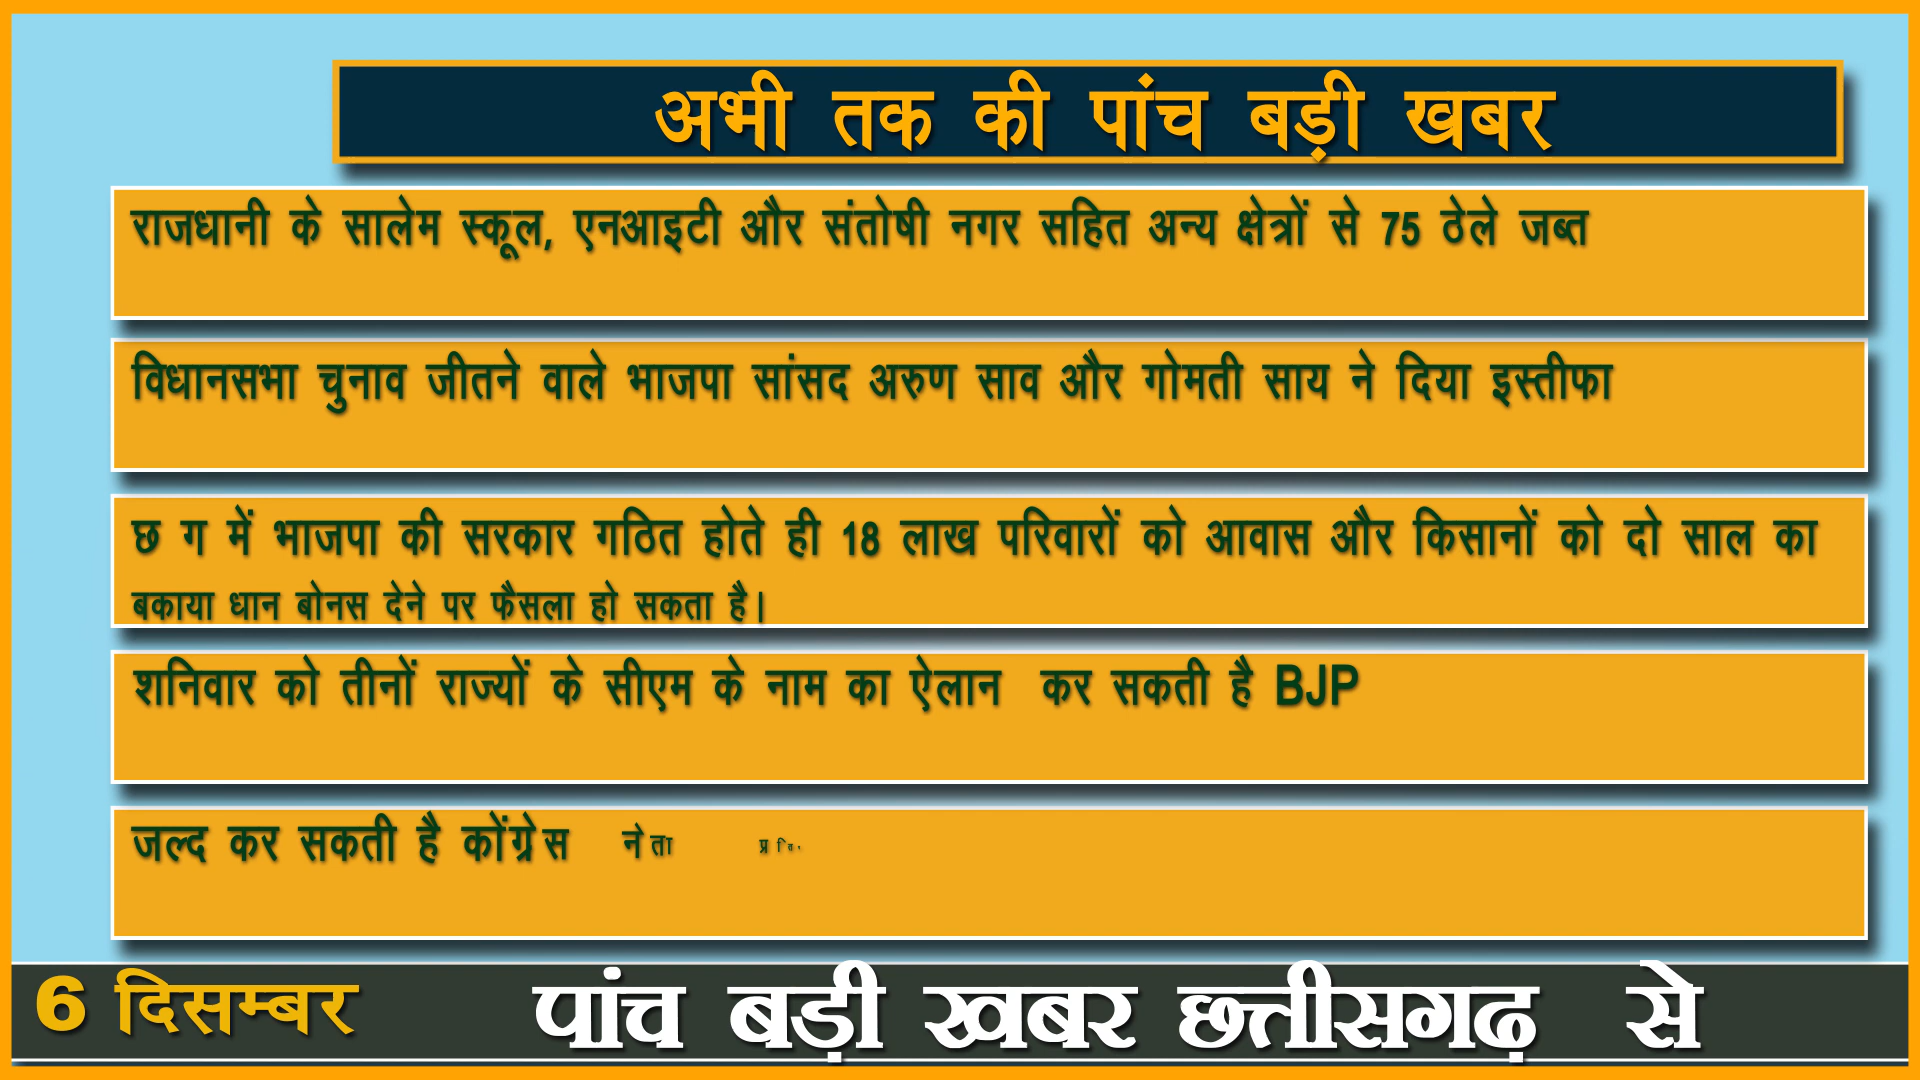 अभी तक की पांच बड़ी खबर
राजधानी के सालेम स्कूल, एनआइटी और संतोषी नगर सहित अन्य क्षेत्रों से 75 ठेले जब्त
विधानसभा चुनाव जीतने वाले भाजपा सांसद अरुण साव और गोमती साय ने दिया इस्तीफा
छ ग में भाजपा की सरकार गठित होते ही 18 लाख परिवारों को आवास और किसानों को दो साल का
बकाया धान बोनस देने पर फैसला हो सकता है।
शनिवार को तीनों राज्यों के सीएम के नाम का ऐलान कर सकती है BJP
जल्द कर सकती है कोंग्रेस नेता
6 दिसम्बर पांच बड़ी खबर छत्तीसगढ़ से